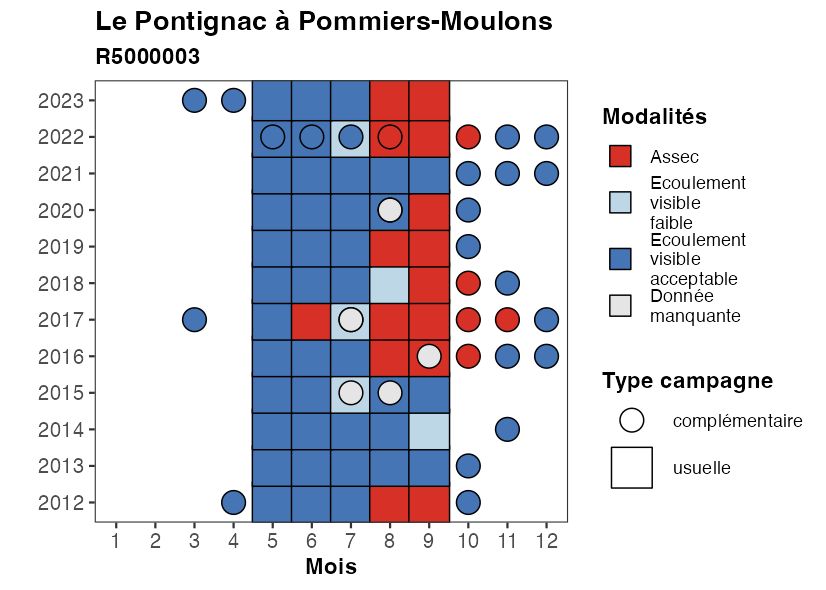 Le Pontignac à Pommiers-Moulons
R5000003
2023
2022
2021
2020
2019
2018
2017
2016
2015
2014
2013
2012
1 2 3 4 5 6 7 8 9 10 11 12
Mois
Modalités
Assec
Ecoulement
visible
faible
Ecoulement
visible
acceptable
Donnée
manquante
Type campagne
complémentaire
usuelle